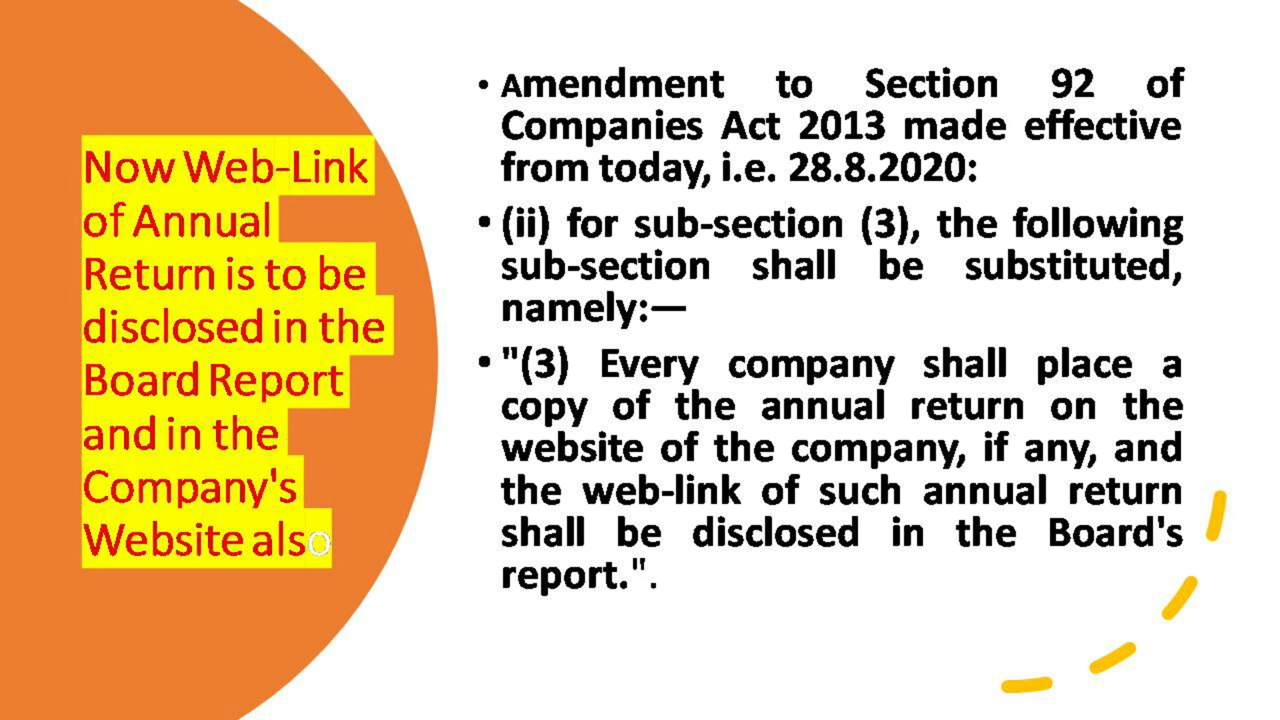 Now Web-Link
of Annual
Return is to be
disclosed in the
Board Report
and in the
Company's
Website also
• Amendment to Section 92 of
Companies Act 2013 made effective
from today, i.e. 28.8.2020:
• (ii) for sub-section (3), the following
sub-section shall be substituted,
namely:—
• "(3) Every company shall place a
copy of the annual return on the
website of the company, if any, and
the web-link of such annual return
shall be disclosed in the Board's
report.".